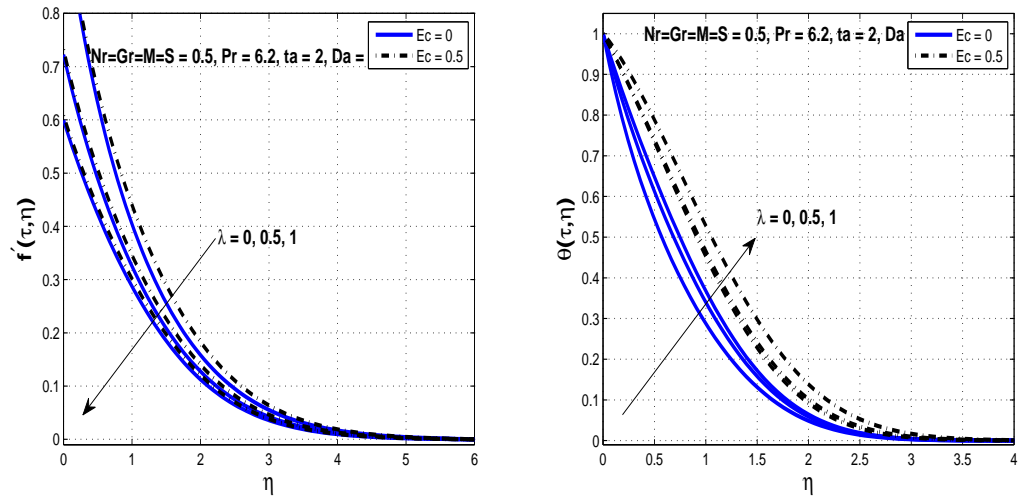 0.8
0.7
0.6
0.5
0.4
0.3
0.2
0.1
0
0 1 2 3 4 5 6
f′(τ,η)
η
Nr=Gr=M=S = 0.5, Pr = 6.2, ta = 2, Da =
Ec = 0
Ec = 0.5
λ = 0, 0.5, 1
1
0.9
0.8
0.7
0.6
0.5
0.4
0.3
0.2
0.1
0
0 0.5 1 1.5 2 2.5 3 3.5 4
θ(τ,η)
η
Nr=Gr=M=S = 0.5, Pr = 6.2, ta = 2, Da
Ec = 0
Ec = 0.5
λ = 0, 0.5, 1